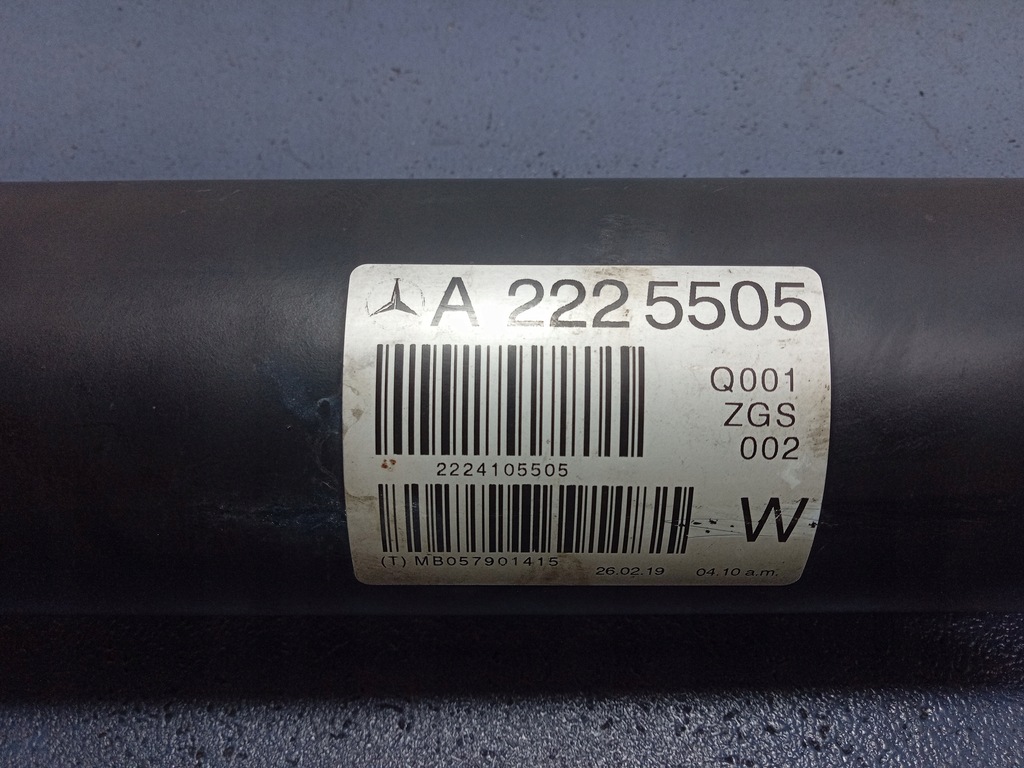 A 222 5505
Q001
ZGS
002
2224105505
W
(T) MB057901415
26.02.19 04.10 a.m.